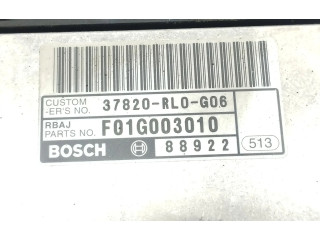 CUSTOM -ER'S NO. 37820-RL0-G06
RBAJ PARTS NO. F01G003010
BOSCH 88922 513